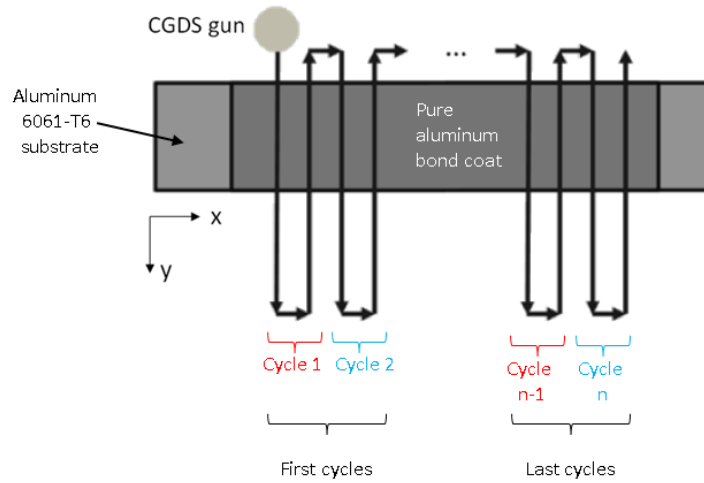 CGDS gun
...
Aluminum
6061-T6
substrate
Pure
aluminum
bond coat
x
y
Cycle 1
Cycle 2
Cycle
n-1
Cycle
n
First cycles
Last cycles